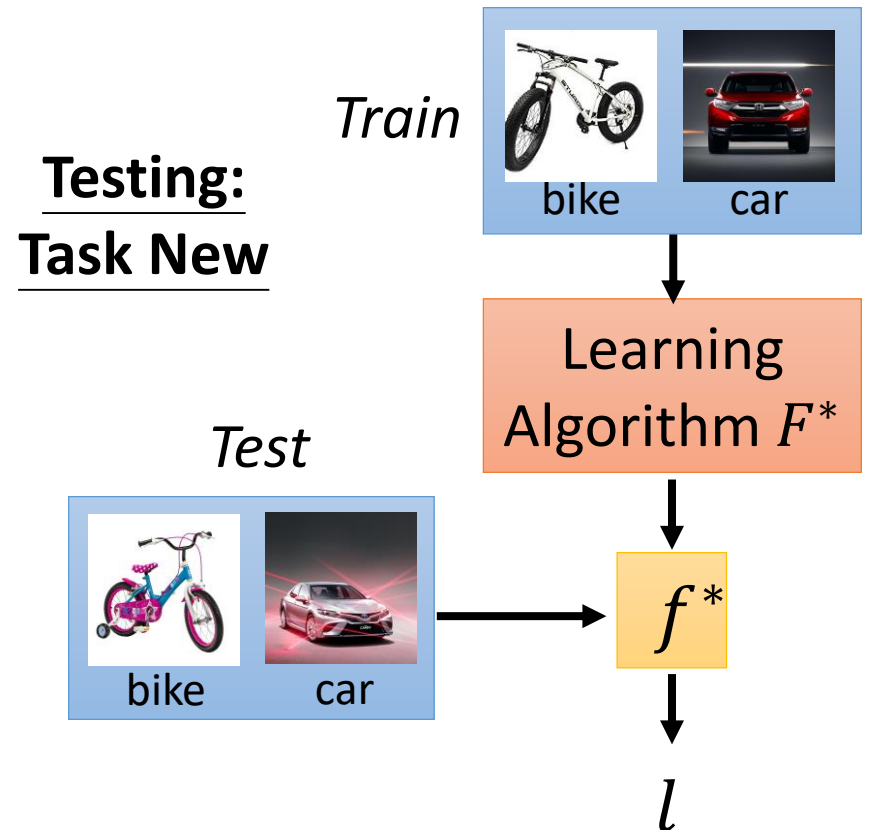 Train
bike car
Testing:
Task New
Learning
Algorithm F*
Test
bike car
f*
l